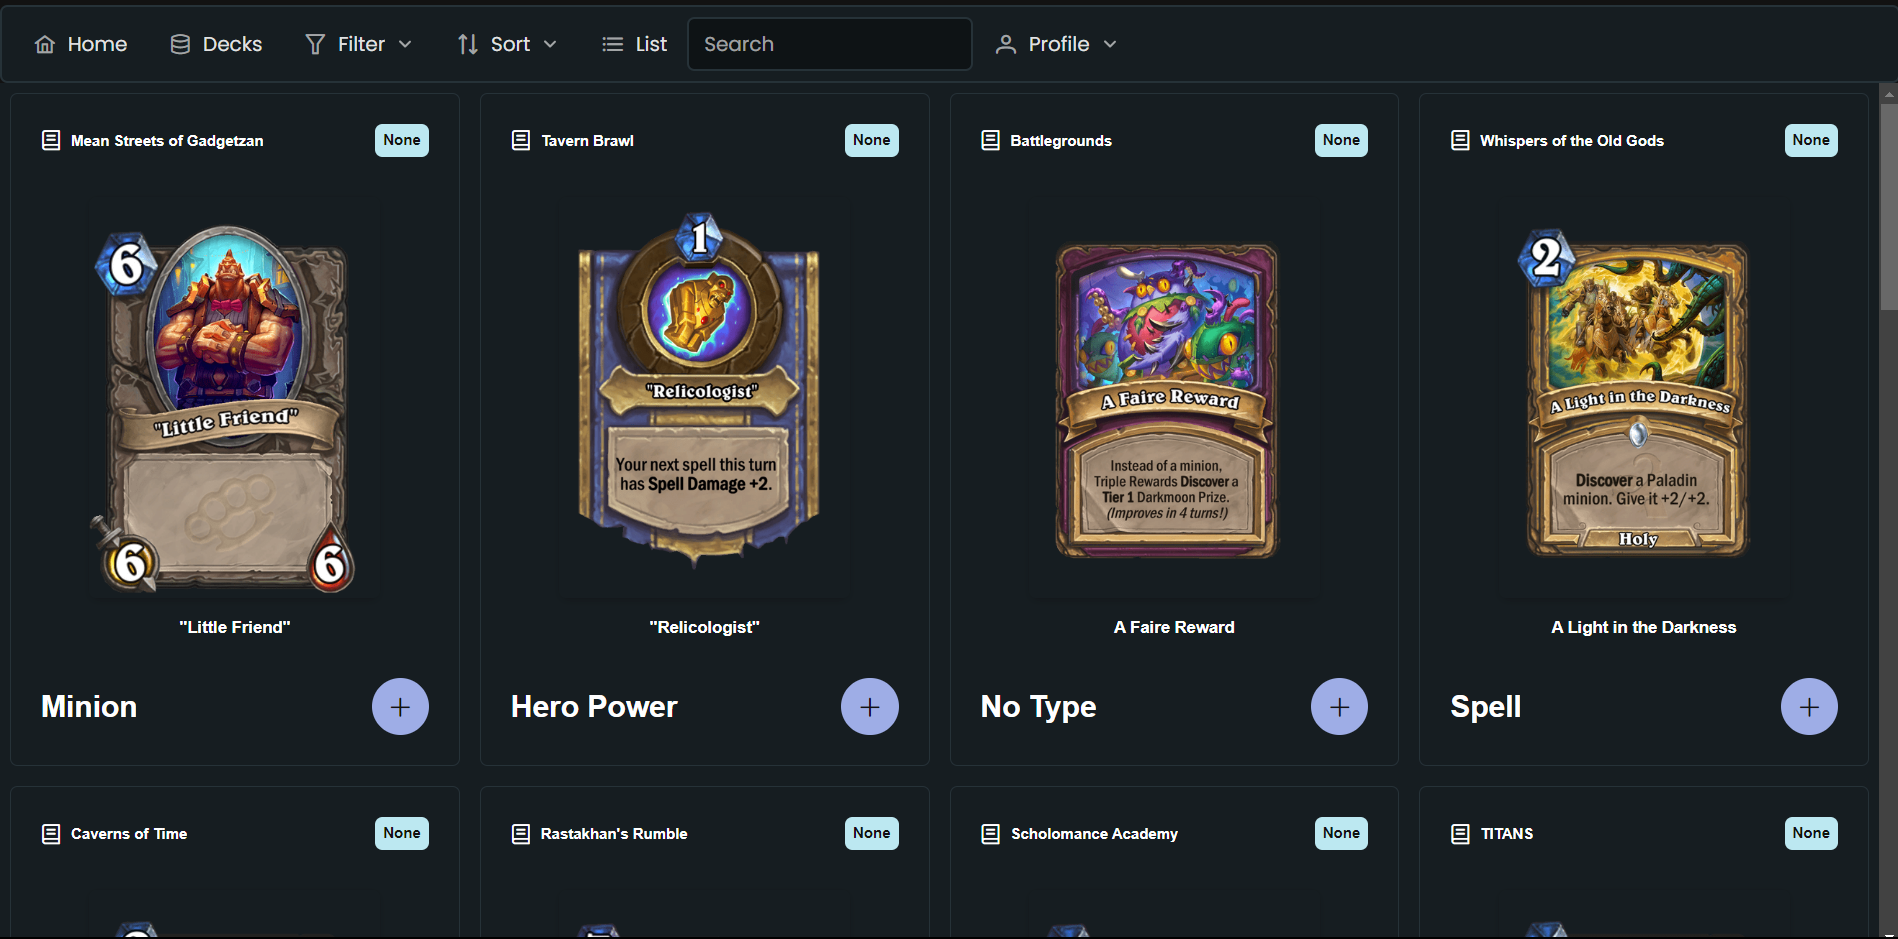 Home Decks Filter Sort List Search Profile
Mean Streets of Gadgetzan None
6
"Little Friend"
6 6
"Little Friend"
Minion
Tavern Brawl None
1
"Relicologist"
Your next spell this turn
has Spell Damage +2.
"Relicologist"
Hero Power
Battlegrounds None
A Faire Reward
Instead of a minion,
Triple Rewards Discover a
Tier 1 Darkmoon Prize.
(Improves in 4 turns!)
A Faire Reward
No Type
Whispers of the Old Gods None
2
A Light in the Darkness
Discover a Paladin
minion. Give it +2/+2.
Holy
A Light in the Darkness
Spell
Caverns of Time None
Rastakhan's Rumble None
Scholomance Academy None
TITANS None